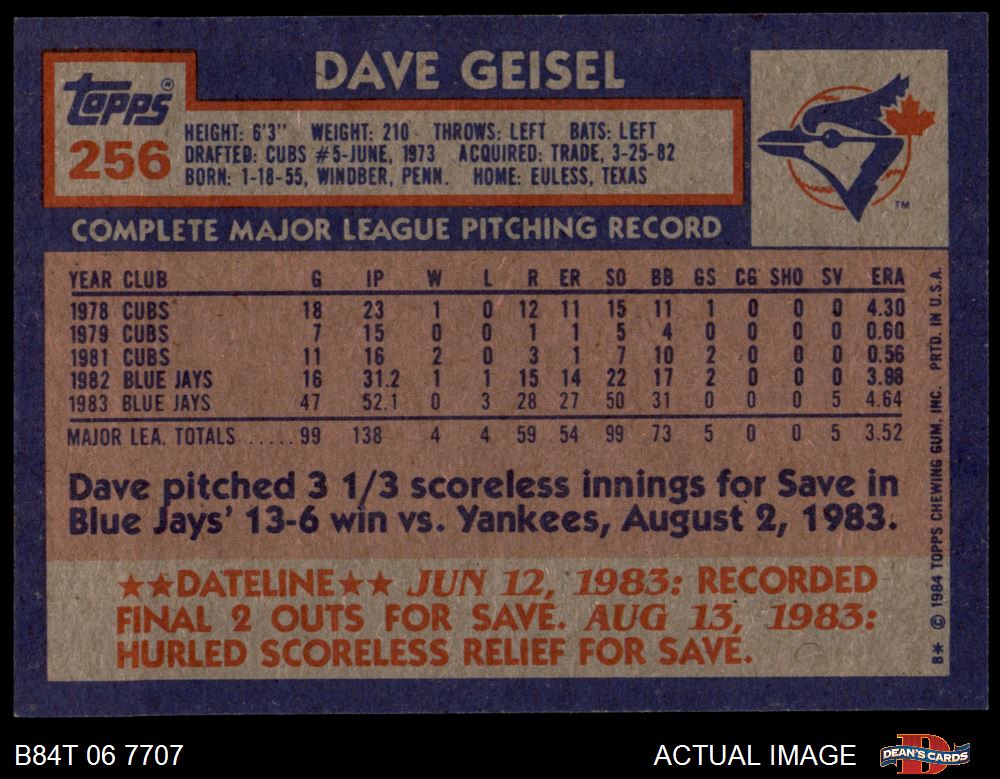 DAVE GEISEL
Topps®
256
HEIGHT: 6'3" WEIGHT: 210 THROWS: LEFT BATS: LEFT
DRAFTED: CUBS #5-JUNE, 1973 ACQUIRED: TRADE, 3-25-82
BORN: 1-18-55, WINDBER, PENN. HOME: EULESS, TEXAS
TM
COMPLETE MAJOR LEAGUE PITCHING RECORD
YEAR CLUB G IP W L R ER SO BB GS CG SHO SV ERA
1978 CUBS 18 23 1 0 12 11 15 11 1 0 0 0 4.30
1979 CUBS 7 15 0 0 1 1 5 4 0 0 0 0 0.60
1981 CUBS 11 16 2 0 3 1 7 10 2 0 0 0 0.56
1982 BLUE JAYS 16 31.2 1 1 15 14 22 17 2 0 0 0 3.98
1983 BLUE JAYS 47 52.1 0 3 28 27 50 31 0 0 0 5 4.64
MAJOR LEA. TOTALS ..... 99 138 4 4 59 54 99 73 5 0 0 5 3.52
Dave pitched 3 1/3 scoreless innings for Save in
Blue Jays' 13-6 win vs. Yankees, August 2, 1983.
★★DATELINE★★ JUN 12, 1983: RECORDED
FINAL 2 OUTS FOR SAVE. AUG 13, 1983:
HURLED SCORELESS RELIEF FOR SAVE.
B* © 1984 TOPPS CHEWING GUM, INC. PRTD. IN U.S.A.
B84T 06 7707
ACTUAL IMAGE
D
DEAN'S CARDS